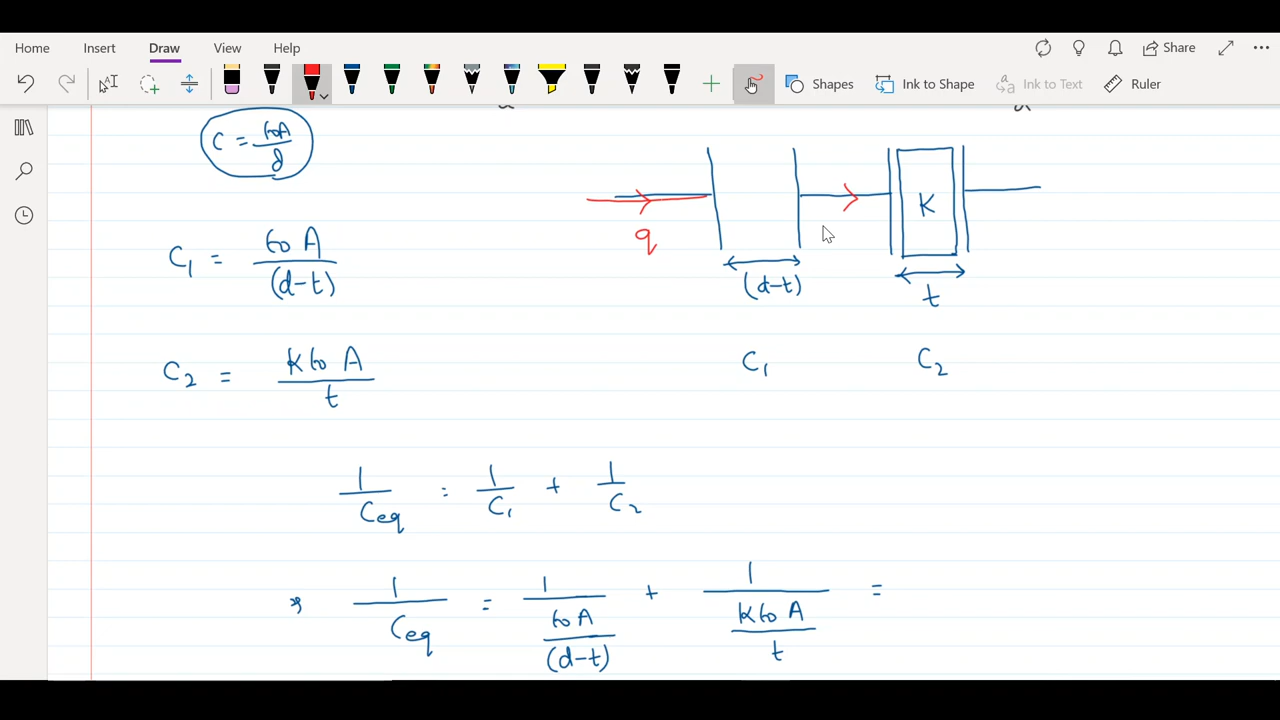 Home Insert Draw View Help Share
Shapes Ink to Shape Ink to Text Ruler
C = ε₀A/d
q
K
(d-t)
t
C₁ = ε₀A/(d-t)
C₁ C₂
C₂ = Kε₀A/t
1/Ceq = 1/C₁ + 1/C₂
* 1/Ceq = 1/(ε₀A/(d-t)) + 1/(Kε₀A/t) =